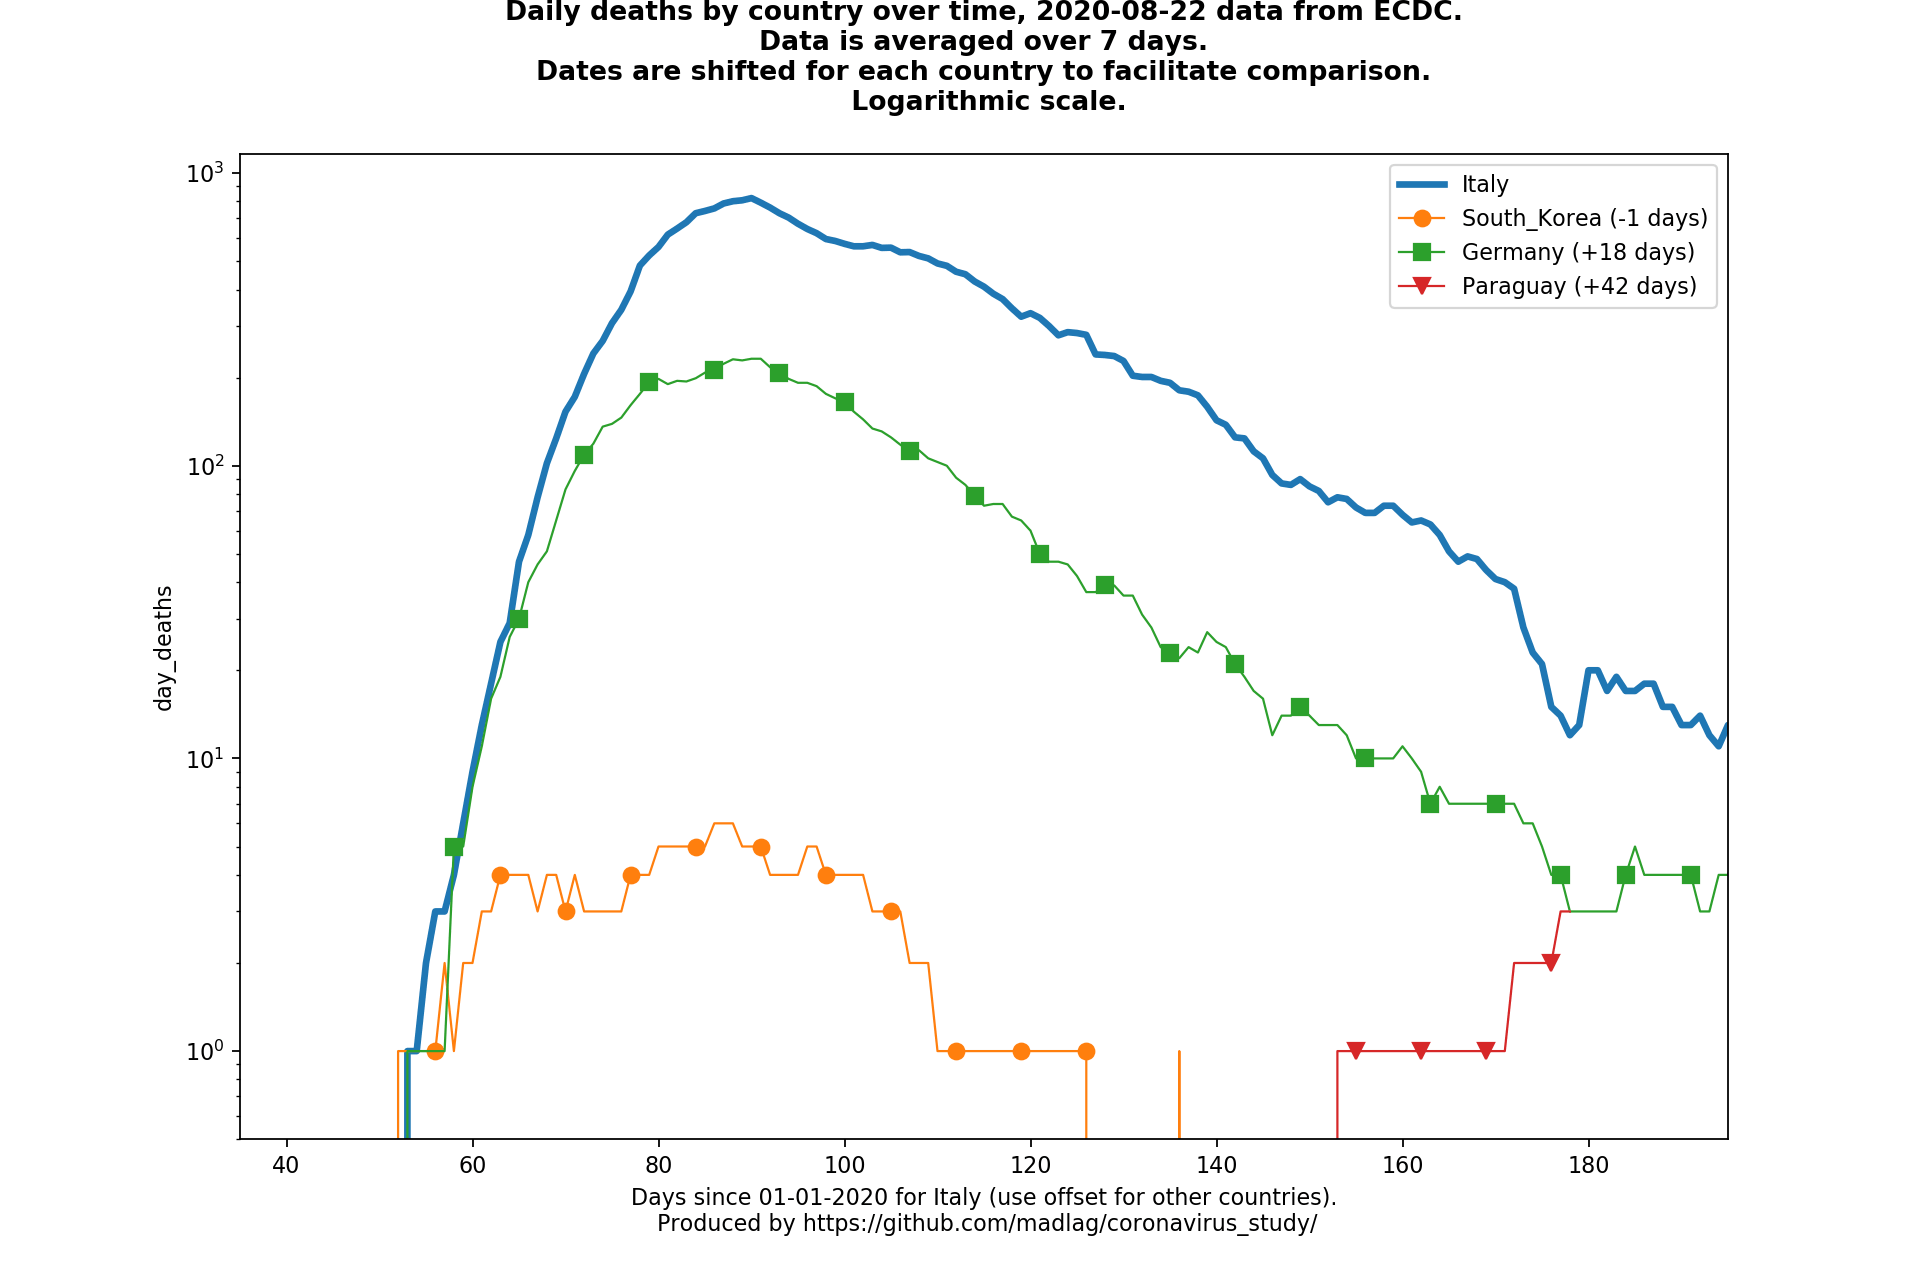 Daily deaths by country over time, 2020-08-22 data from ECDC.
Data is averaged over 7 days.
Dates are shifted for each country to facilitate comparison.
Logarithmic scale.
10³
10²
10¹
10⁰
day_deaths
Italy
South_Korea (-1 days)
Germany (+18 days)
Paraguay (+42 days)
40 60 80 100 120 140 160 180
Days since 01-01-2020 for Italy (use offset for other countries).
Produced by https://github.com/madlag/coronavirus_study/